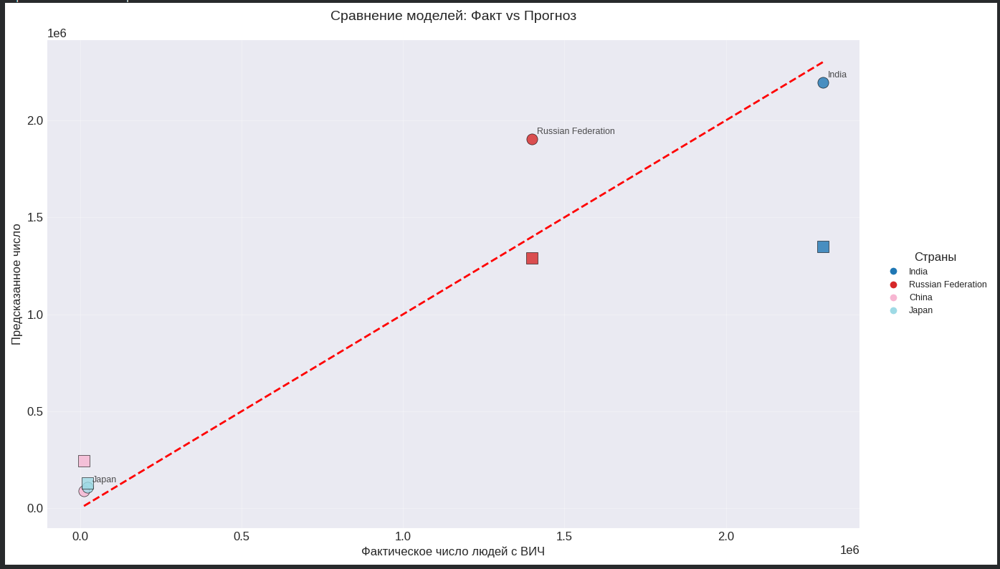 Сравнение моделей: Факт vs Прогноз
1e6
India
2.0
Russian Federation
1.5
Страны
India
Russian Federation
China
Japan
1.0
Предсказанное число
0.5
Japan
0.0
0.0 0.5 1.0 1.5 2.0
Фактическое число людей с ВИЧ
1e6